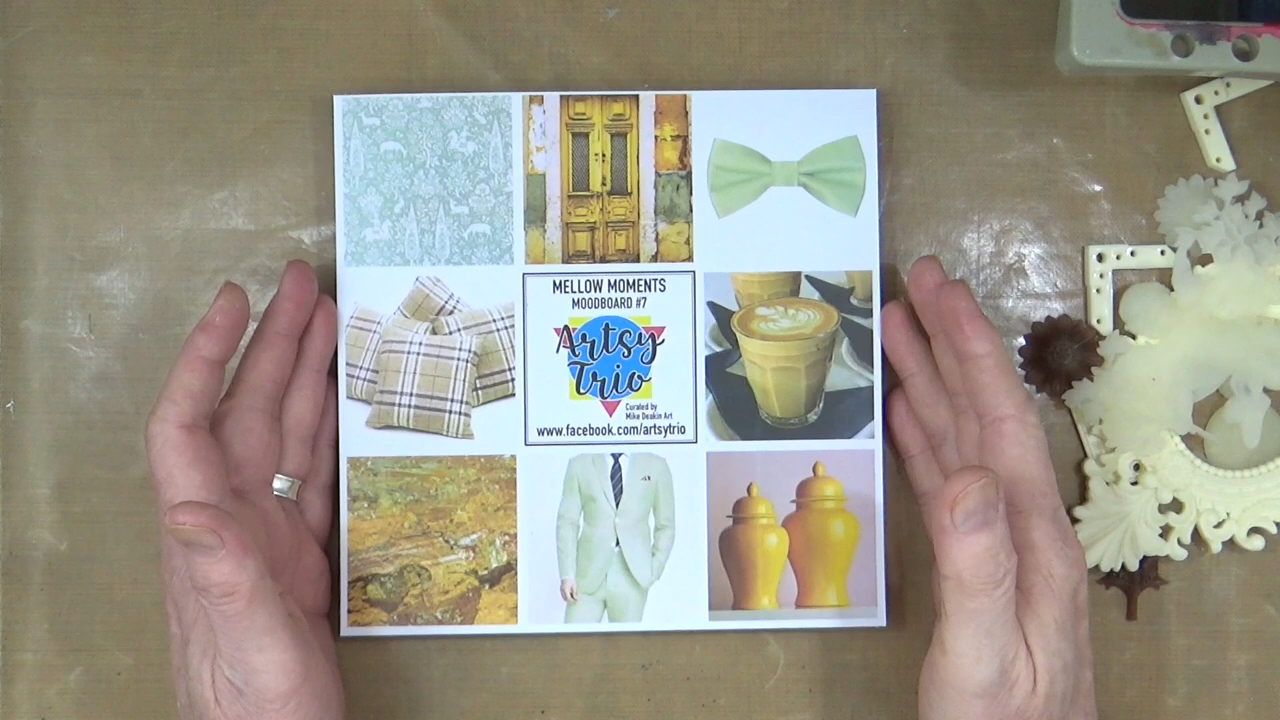 MELLOW MOMENTS
MOODBOARD #7
Artsy
Trio
Curated by
Mike Deakin Art
www.facebook.com/artsytrio